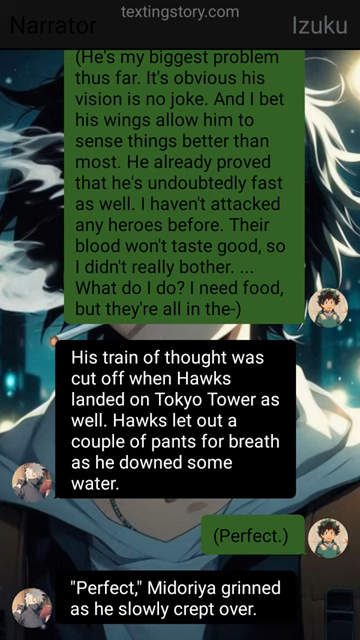 textingstory.com
Narrator
Izuku
(He's my biggest problem
thus far. It's obvious his
vision is no joke. And I bet
his wings allow him to
sense things better than
most. He already proved
that he's undoubtedly fast
as well. I haven't attacked
any heroes before. Their
blood won't taste good, so
I didn't really bother. ...
What do I do? I need food,
but they're all in the-)
His train of thought was
cut off when Hawks
landed on Tokyo Tower as
well. Hawks let out a
couple of pants for breath
as he downed some
water.
(Perfect.)
"Perfect," Midoriya grinned
as he slowly crept over.